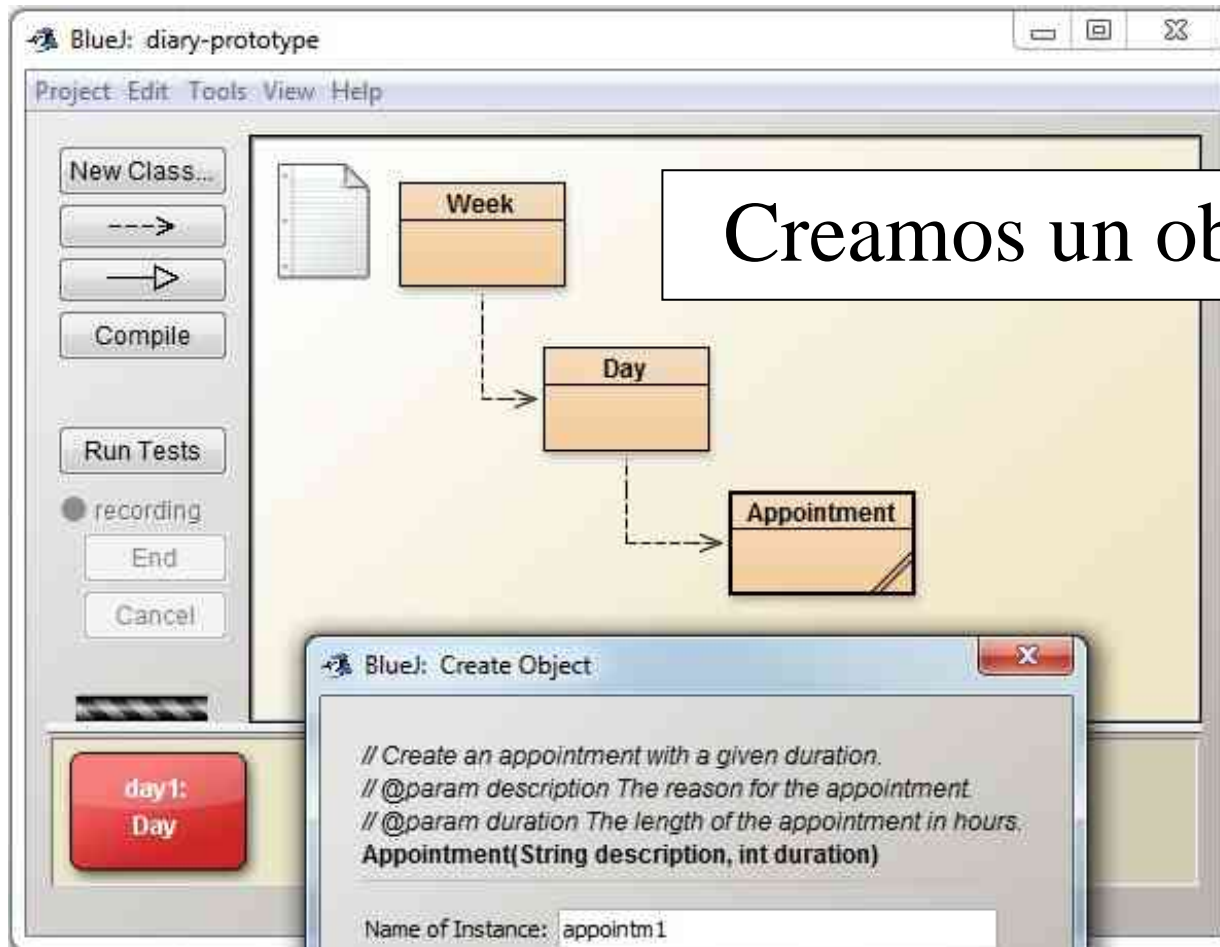 BlueJ: diary-prototype
Project Edit Tools View Help
New Class...
Compile
Run Tests
recording
End
Cancel
Week
Creamos un ob
Day
Appointment
day1:
Day
BlueJ: Create Object
// Create an appointment with a given duration.
// @param description The reason for the appointment.
// @param duration The length of the appointment in hours.
Appointment(String description, int duration)
Name of Instance: appointm1